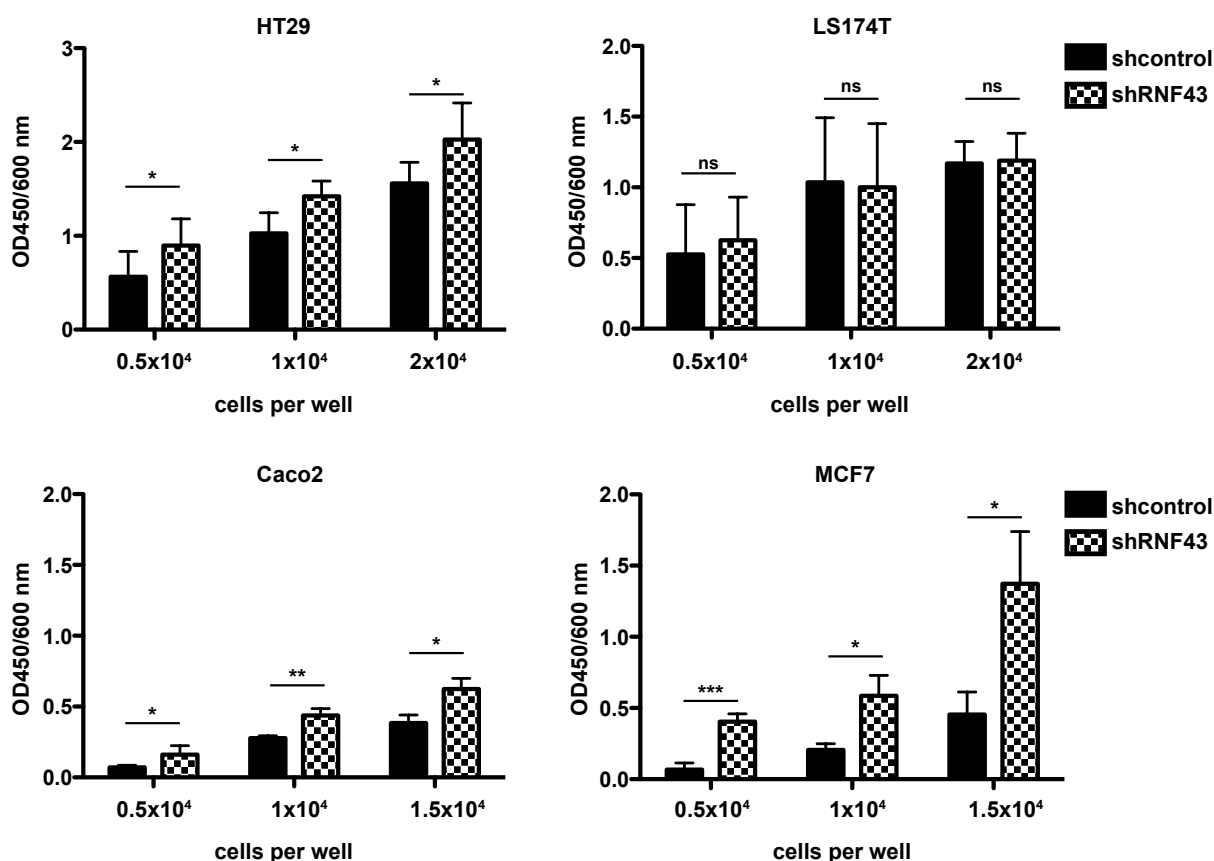 HT29
OD450/600 nm
3
2
1
0
*
*
*
0.5x10⁴
1x10⁴
2x10⁴
cells per well
LS174T
OD450/600 nm
2.0
1.5
1.0
0.5
0.0
ns
ns
ns
0.5x10⁴
1x10⁴
2x10⁴
cells per well
shcontrol
shRNF43
Caco2
OD450/600 nm
2.0
1.5
1.0
0.5
0.0
*
**
*
0.5x10⁴
1x10⁴
1.5x10⁴
cells per well
MCF7
OD450/600 nm
2.0
1.5
1.0
0.5
0.0
***
*
*
0.5x10⁴
1x10⁴
1.5x10⁴
cells per well
shcontrol
shRNF43